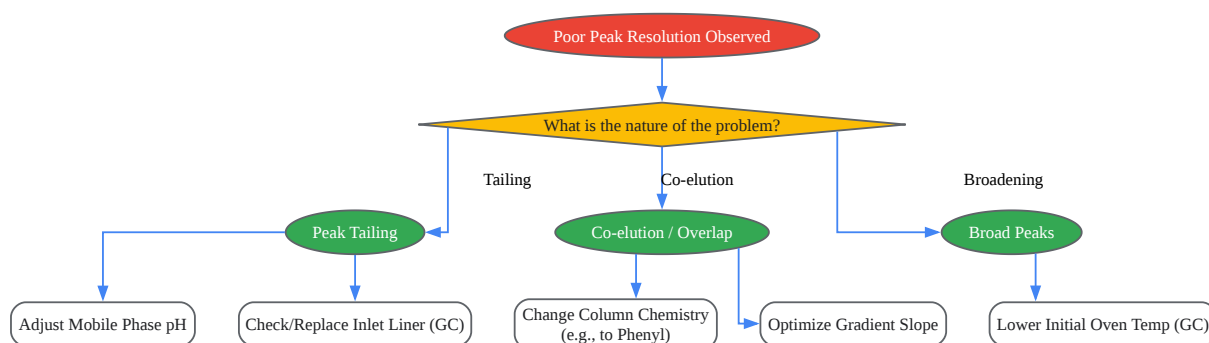 Poor Peak Resolution Observed
What is the nature of the problem?
Tailing
Co-elution
Broadening
Peak Tailing
Co-elution / Overlap
Broad Peaks
Adjust Mobile Phase pH
Check/Replace Inlet Liner (GC)
Change Column Chemistry
(e.g., to Phenyl)
Optimize Gradient Slope
Lower Initial Oven Temp (GC)